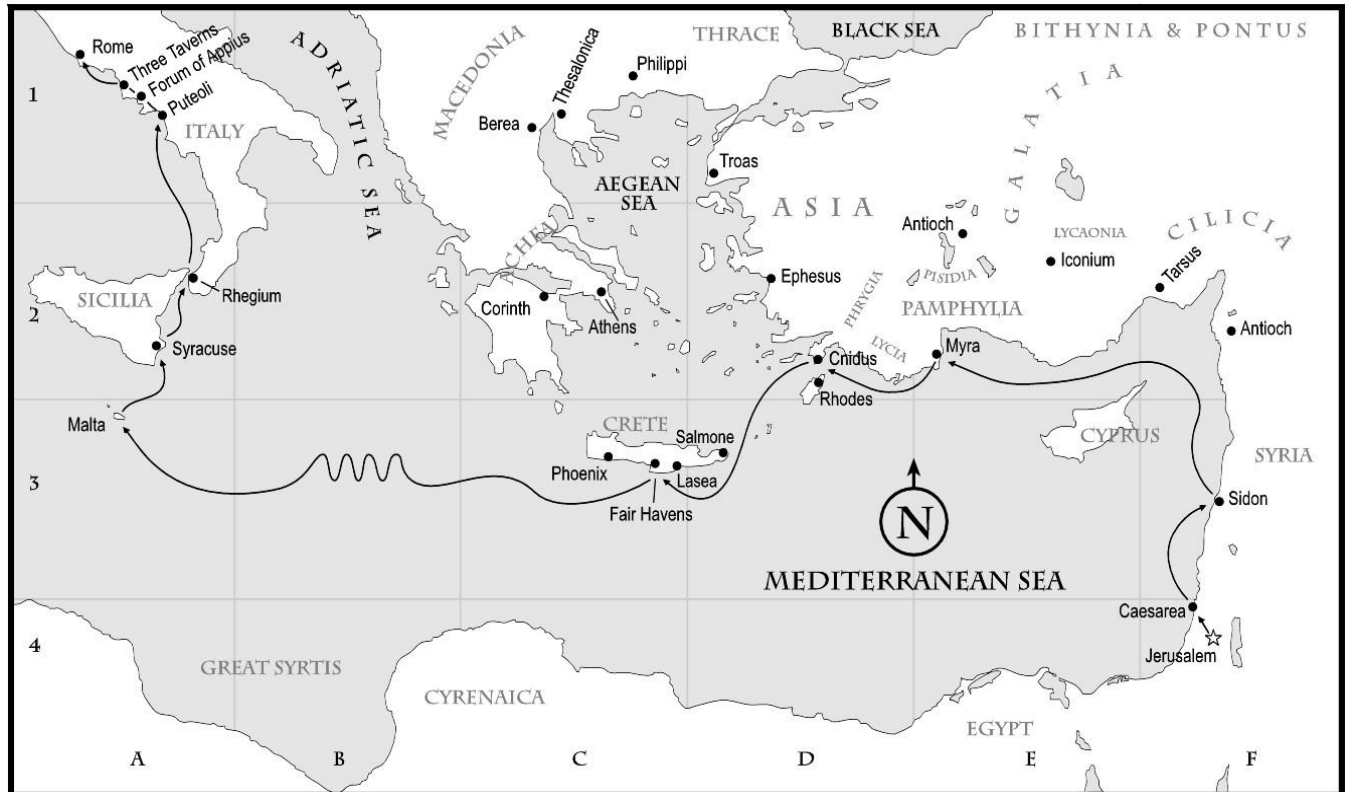 Rome
Three Taverns
Forum of Appius
Puteoli
ITALY
ADRIATIC SEA
MACEDONIA
Thesalonica
Berea
Philippi
THRACE
BLACK SEA
BITHYNIA & PONTUS
GALATIA
1
Troas
AEGEAN
SEA
ASIA
Antioch
LYCAONIA
CILICIA
Iconium
PISIDIA
Tarsus
ACHEA
Ephesus
PHRYGIA
PAMPHYLIA
SICILIA
Rhegium
Corinth
Athens
2
Antioch
Syracuse
LYCIA
Cnidus
Myra
Rhodes
Malta
CRETE
Salmone
CYPRUS
SYRIA
Phoenix
Lasea
3
Fair Havens
Sidon
N
MEDITERRANEAN SEA
Caesarea
4
Jerusalem
GREAT SYRTIS
CYRENAICA
EGYPT
A
B
C
D
E
F